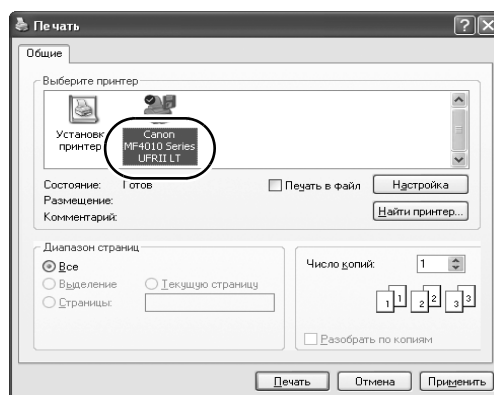 Печать
Общие
Выберите принтер
Установка принтер
Canon MF4010 Series UFRII LT
Состояние: Готов
Печать в файл
Настройка
Размещение:
Комментарий:
Найти принтер...
Диапазон страниц
Все
Выделение
Текущую страницу
Страницы:
Число копий: 1
1 1 2 2 3 3
Разобрать по копиям
Печать
Отмена
Применить